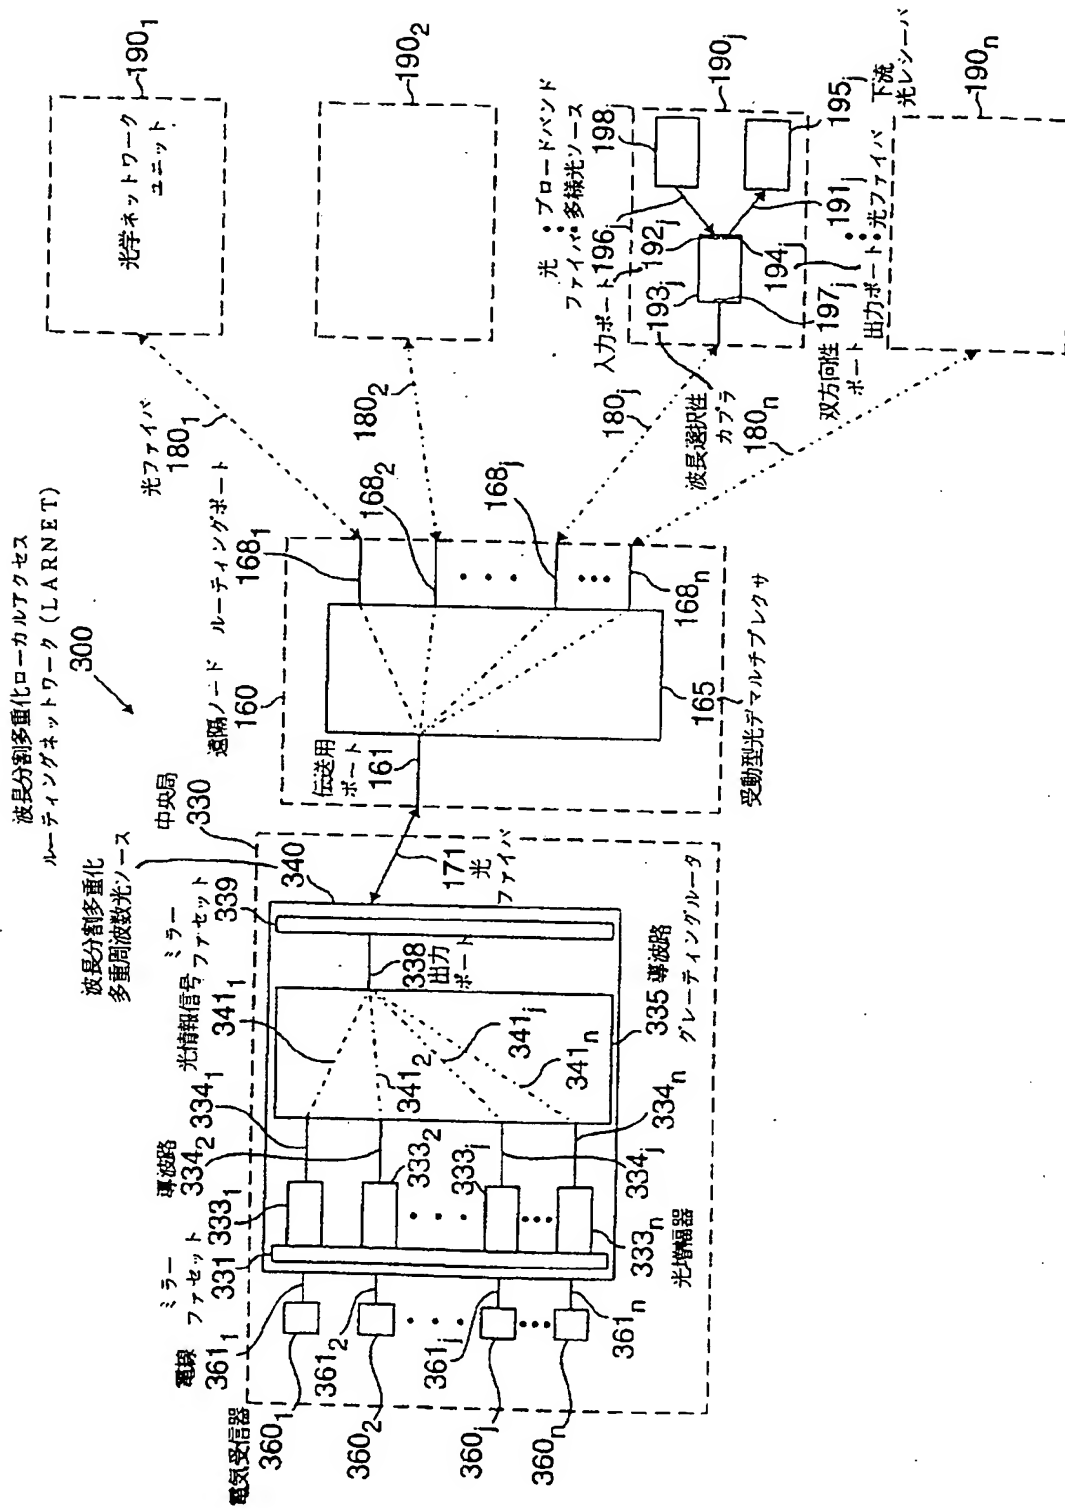 波長分割多重化ローカルアクセス
ルーティングネットワーク (LARNET)
300
電気受信器
360₁
360₂
360ⱼ
360ₙ
電線
361₁
361₂
361ⱼ
361ₙ
ミラー
ファセット
331
333₁
333₂
333ⱼ
333ₙ
光増幅器
導波路
334₁
334₂
334ⱼ
334ₙ
光情報信号
341₁
341₂
341ⱼ
341ₙ
335 導波路
グレーティングルータ
338
出力
ポート
ミラー
ファセット
339
波長分割多重化
多重周波数光ソース
340
中央局
330
171
光
ファイバ
伝送用
ポート
161
遠隔ノード
160
165
受動型光デマルチプレクサ
ルーティングポート
168₁
168₂
168ⱼ
168ₙ
光ファイバ
180₁
180₂
180ⱼ
180ₙ
光学ネットワーク
ユニット
190₁
190₂
190ⱼ
190ₙ
波長選択性
カプラ
193ⱼ
入力ポート
192ⱼ
光
ファイバ
196ⱼ
ブロードバンド
多様光ソース
198ⱼ
双方向性
ポート
197ⱼ
出力ポート
194ⱼ
光ファイバ
191ⱼ
下流
光レシーバ
195ⱼ